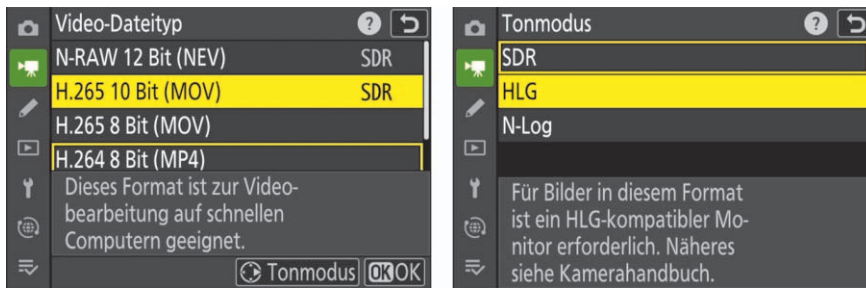 Video-Dateityp
?
N-RAW 12 Bit (NEV) SDR
H.265 10 Bit (MOV) SDR
H.265 8 Bit (MOV)
H.264 8 Bit (MP4)
Dieses Format ist zur Video-
bearbeitung auf schnellen
Computern geeignet.
Tonmodus OK OK
Tonmodus
?
SDR
HLG
N-Log
Für Bilder in diesem Format
ist ein HLG-kompatibler Mo-
nitor erforderlich. Näheres
siehe Kamerahandbuch.